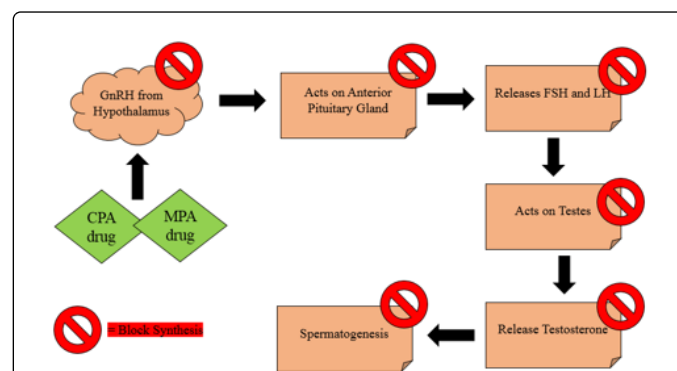 GnRH from
Hypothalamus
Acts on Anterior
Pituitary Gland
Releases FSH and LH
CPA
drug
MPA
drug
Acts on Testes
= Block Synthesis
Spermatogenesis
Release Testosterone